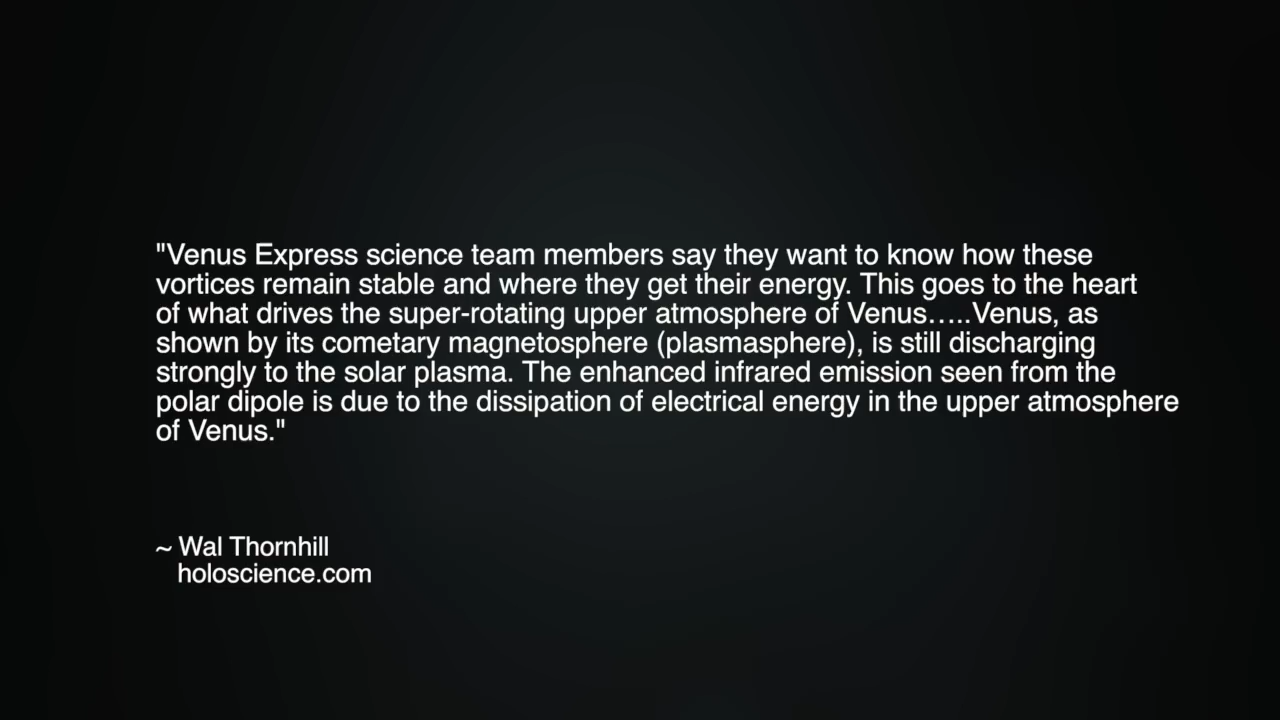 "Venus Express science team members say they want to know how these
vortices remain stable and where they get their energy. This goes to the heart
of what drives the super-rotating upper atmosphere of Venus…..Venus, as
shown by its cometary magnetosphere (plasmasphere), is still discharging
strongly to the solar plasma. The enhanced infrared emission seen from the
polar dipole is due to the dissipation of electrical energy in the upper atmosphere
of Venus."
~ Wal Thornhill
holoscience.com